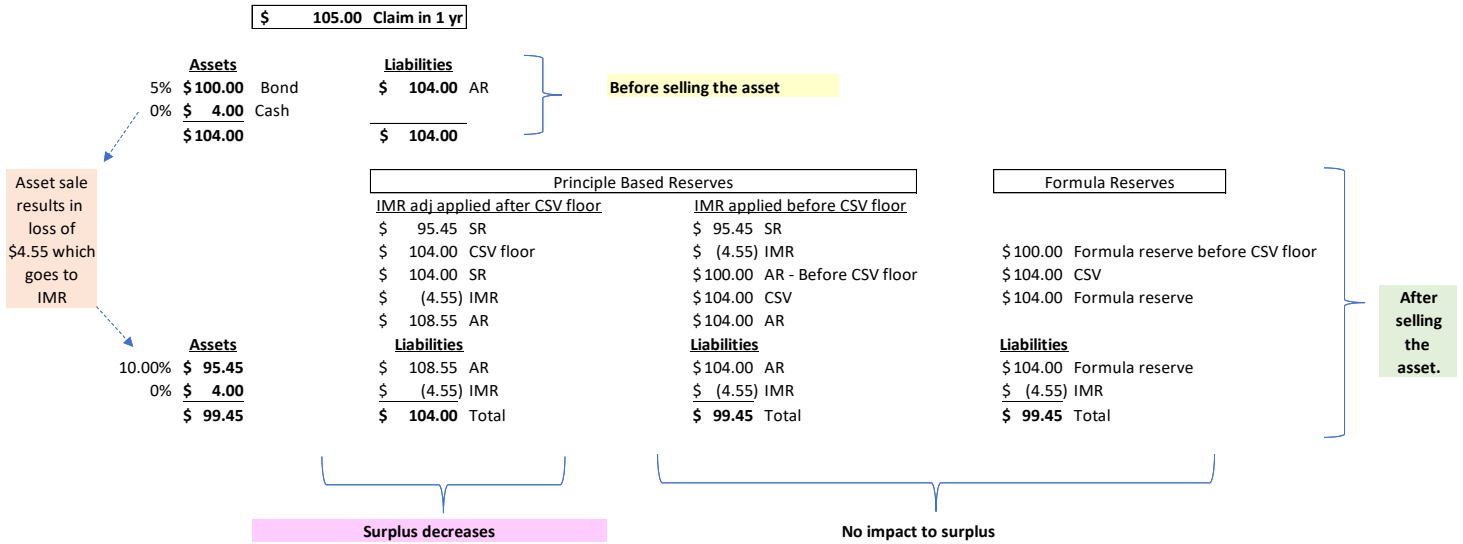 $ 105.00 Claim in 1 yr
Assets Liabilities
5% $100.00 Bond $ 104.00 AR Before selling the asset
0% $ 4.00 Cash
$104.00 $ 104.00
Asset sale
results in
loss of
$4.55 which
goes to
IMR
Principle Based Reserves Formula Reserves
IMR adj applied after CSV floor IMR applied before CSV floor
$ 95.45 SR $ 95.45 SR
$ 104.00 CSV floor $ (4.55) IMR $100.00 Formula reserve before CSV floor
$ 104.00 SR $100.00 AR - Before CSV floor $104.00 CSV
$ (4.55) IMR $104.00 CSV $104.00 Formula reserve
$ 108.55 AR $104.00 AR
After
selling
the
asset.
Assets Liabilities Liabilities Liabilities
10.00% $ 95.45 $ 108.55 AR $104.00 AR $104.00 Formula reserve
0% $ 4.00 $ (4.55) IMR $ (4.55) IMR $ (4.55) IMR
$ 99.45 $ 104.00 Total $ 99.45 Total $ 99.45 Total
Surplus decreases No impact to surplus